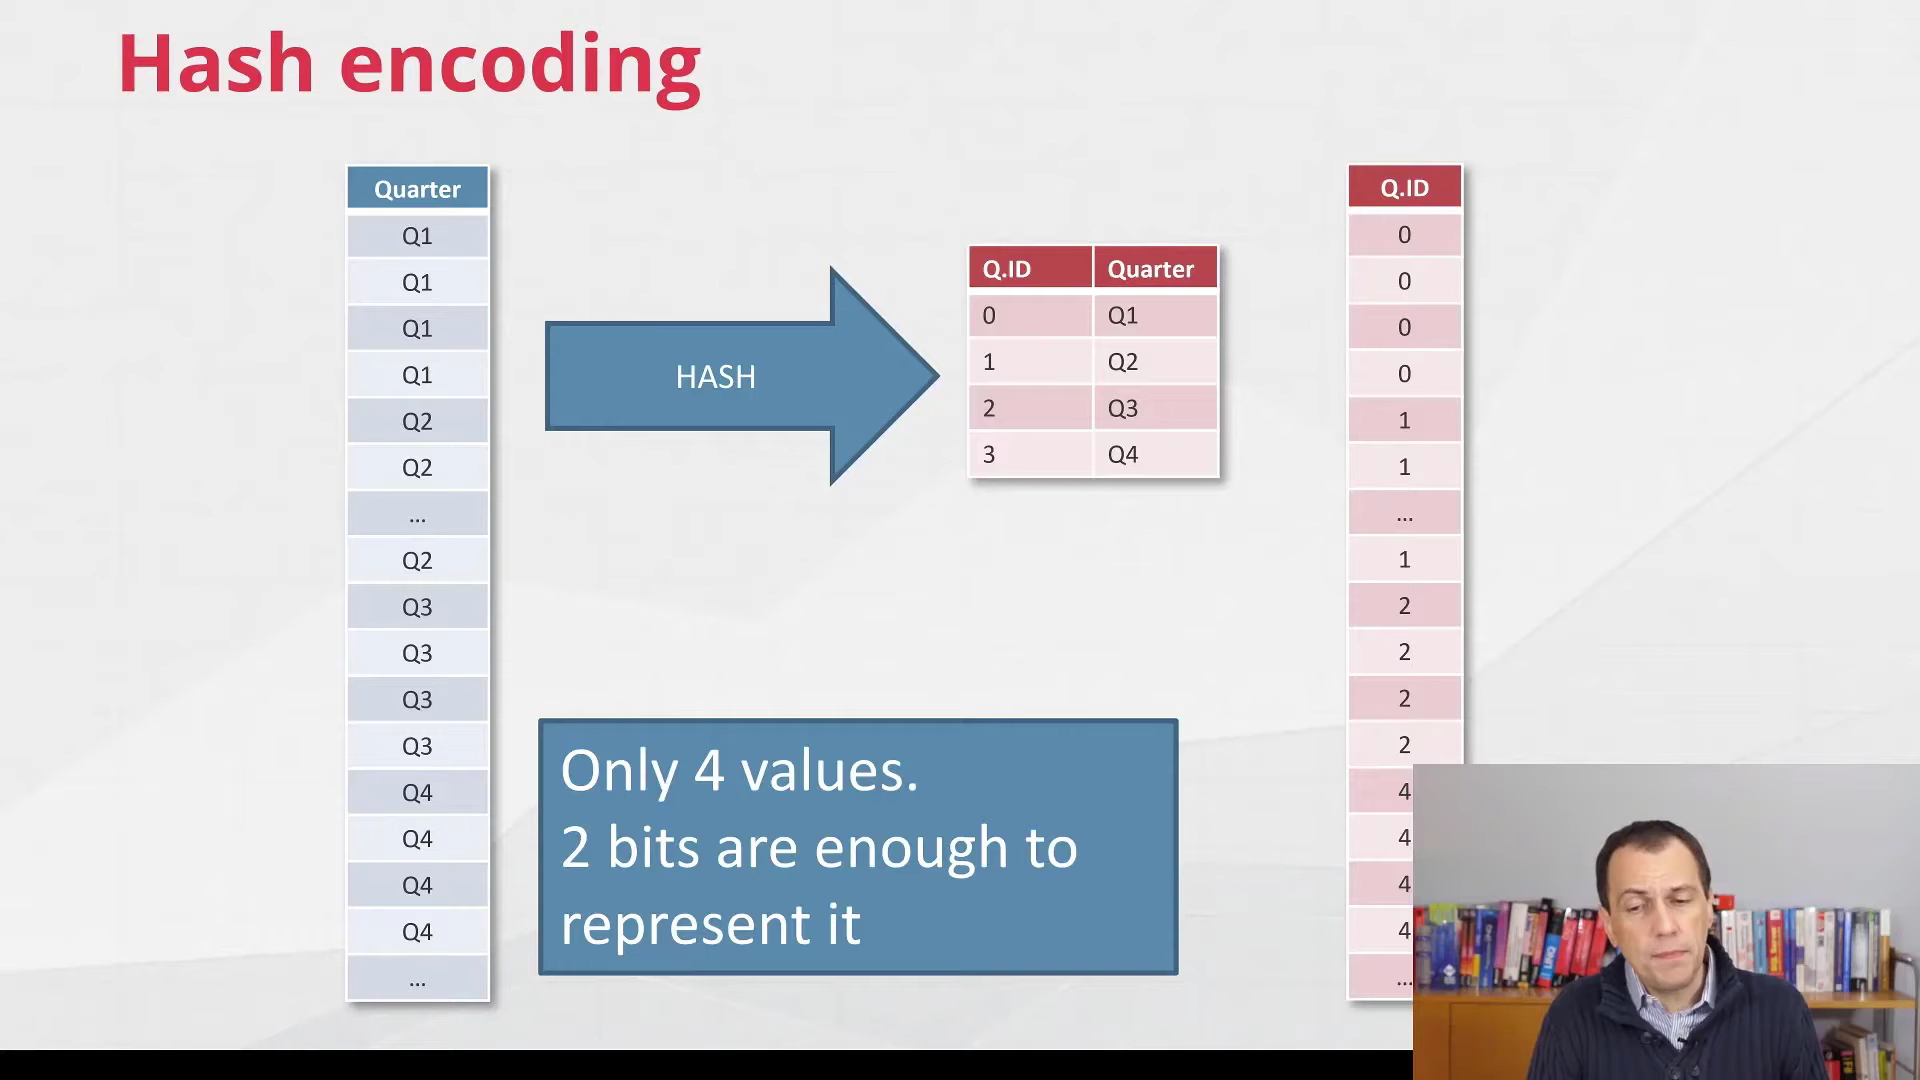 Hash encoding
Quarter
Q1
Q1
Q1
Q1
Q2
Q2
...
Q2
Q3
Q3
Q3
Q3
Q4
Q4
Q4
Q4
...
HASH
Q.ID Quarter
0 Q1
1 Q2
2 Q3
3 Q4
Only 4 values.
2 bits are enough to
represent it
Q.ID
0
0
0
0
1
1
...
1
2
2
2
2
4
4
4
4
...